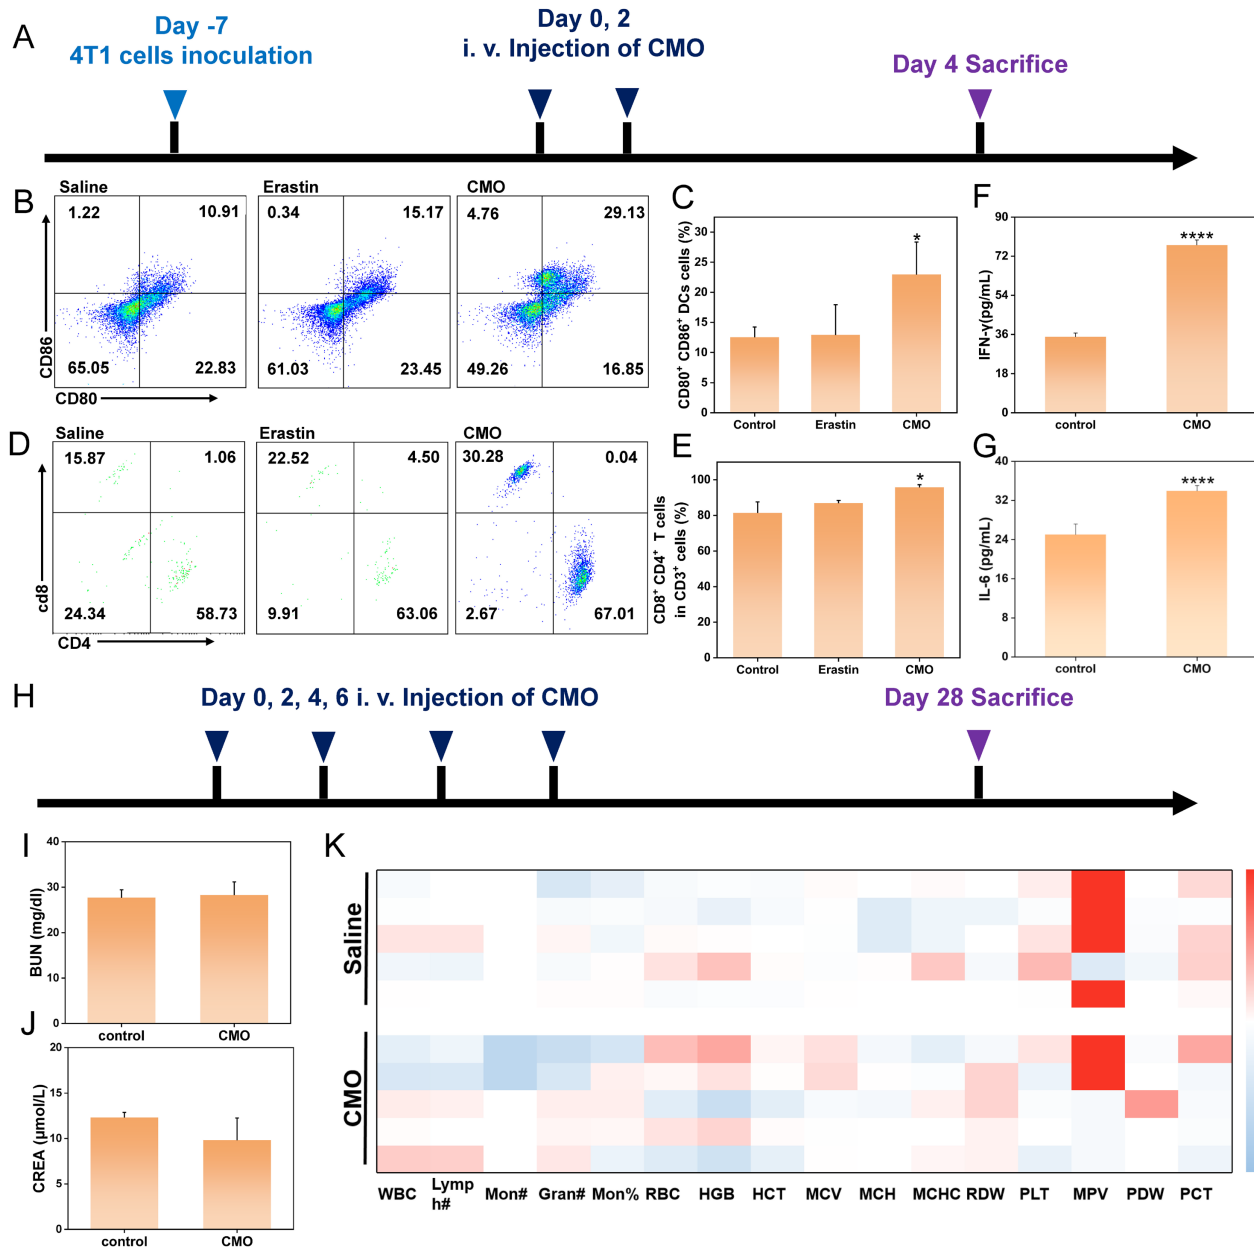 A
Day -7
4T1 cells inoculation
Day 0, 2
i. v. Injection of CMO
Day 4 Sacrifice
B
Saline
1.22
10.91
65.05
22.83
Erastin
0.34
15.17
61.03
23.45
CMO
4.76
29.13
49.26
16.85
CD86
CD80
C
CD80⁺ CD86⁺ DCs cells (%)
30
25
20
15
10
5
0
*
Control
Erastin
CMO
F
IFN-γ(pg/mL)
90
72
54
36
18
0
****
control
CMO
D
Saline
15.87
1.06
24.34
58.73
Erastin
22.52
4.50
9.91
63.06
CMO
30.28
0.04
2.67
67.01
cd8
CD4
E
CD8⁺ CD4⁺ T cells
in CD3⁺ cells (%)
100
80
60
40
20
0
*
Control
Erastin
CMO
G
IL-6 (pg/mL)
40
32
24
16
8
0
****
control
CMO
H
Day 0, 2, 4, 6 i. v. Injection of CMO
Day 28 Sacrifice
I
BUN (mg/dl)
40
30
20
10
0
control
CMO
J
CREA (μmol/L)
20
15
10
5
0
control
CMO
K
Saline
CMO
WBC
Lymp
h#
Mon#
Gran#
Mon%
RBC
HGB
HCT
MCV
MCH
MCHC
RDW
PLT
MPV
PDW
PCT